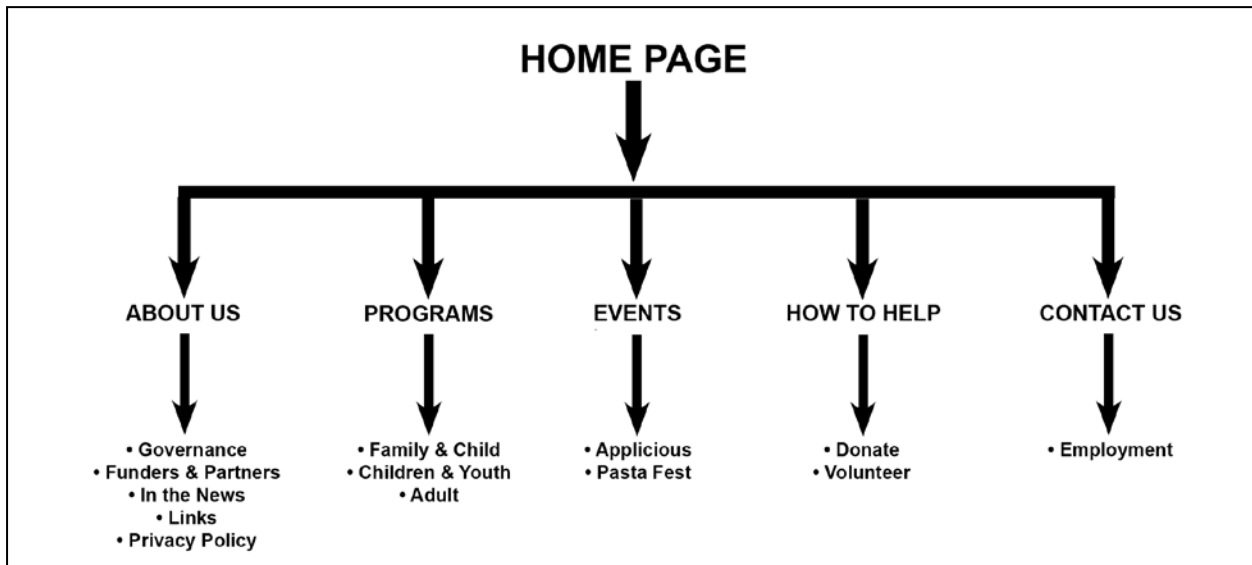 HOME PAGE
ABOUT US
PROGRAMS
EVENTS
HOW TO HELP
CONTACT US
• Governance
• Funders & Partners
• In the News
• Links
• Privacy Policy
• Family & Child
• Children & Youth
• Adult
• Applicious
• Pasta Fest
• Donate
• Volunteer
• Employment